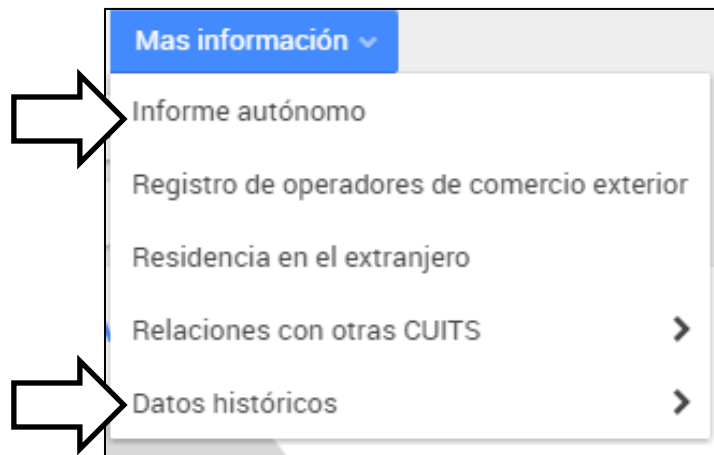 Mas información
Informe autónomo
Registro de operadores de comercio exterior
Residencia en el extranjero
Relaciones con otras CUITS
Datos históricos